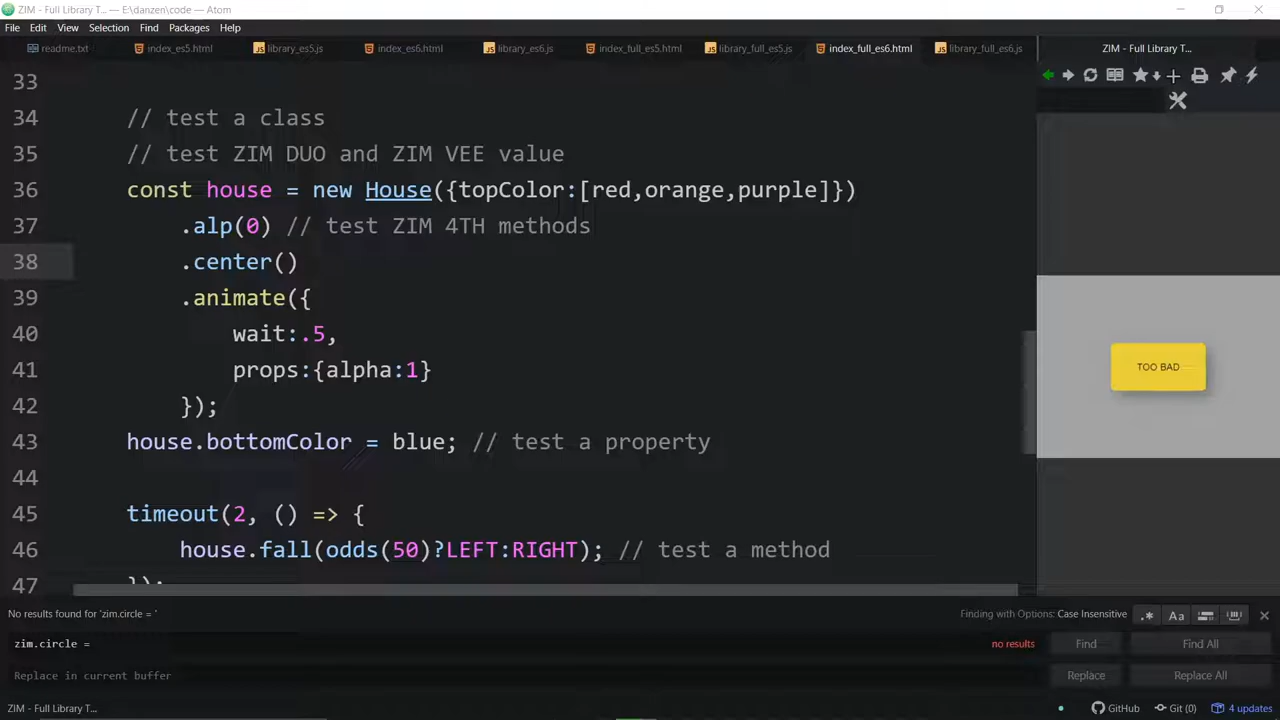 ZIM - Full Library T... — E:\danzen\code — Atom
File Edit View Selection Find Packages Help
readme.txt index_es5.html library_es5.js index_es6.html library_es6.js index_full_es5.html library_full_es5.js index_full_es6.html library_full_es6.js ZIM - Full Library T...
33
34 // test a class
35 // test ZIM DUO and ZIM VEE value
36 const house = new House({topColor:[red,orange,purple]})
37 .alp(0) // test ZIM 4TH methods
38 .center()
39 .animate({
40 wait:.5,
41 props:{alpha:1}
42 });
43 house.bottomColor = blue; // test a property
44
45 timeout(2, () => {
46 house.fall(odds(50)?LEFT:RIGHT); // test a method
47 });
TOO BAD
No results found for 'zim.circle = ' Finding with Options: Case Insensitive .* Aa
zim.circle = no results Find Find All
Replace in current buffer Replace Replace All
ZIM - Full Library T... GitHub Git (0) 4 updates